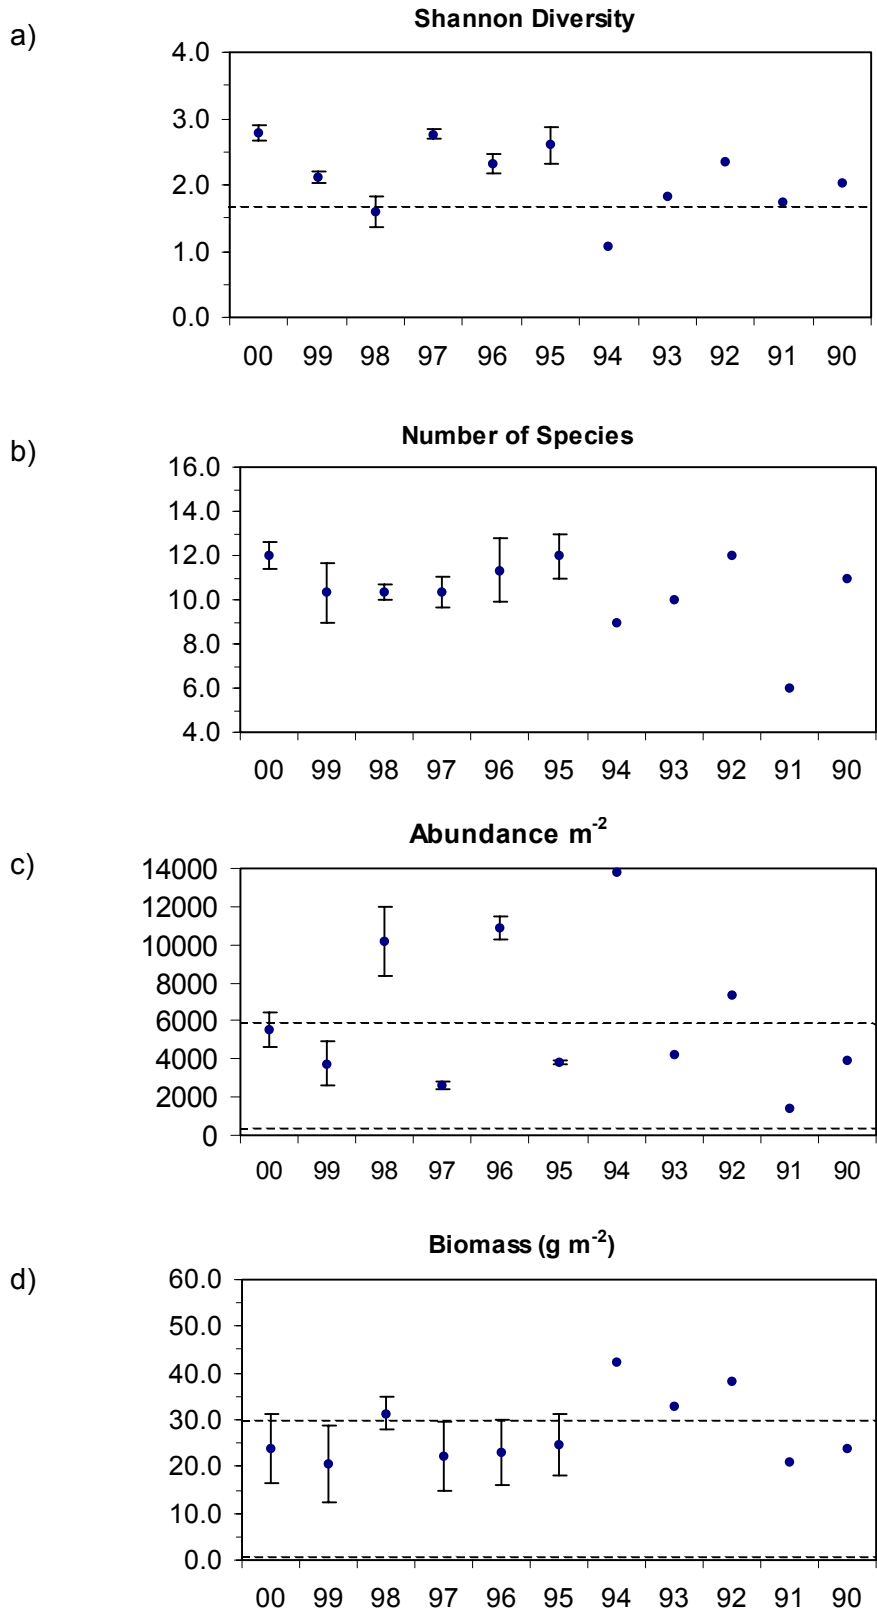 a)
Shannon Diversity
4.0
3.0
2.0
1.0
0.0
00 99 98 97 96 95 94 93 92 91 90
b)
Number of Species
16.0
14.0
12.0
10.0
8.0
6.0
4.0
00 99 98 97 96 95 94 93 92 91 90
c)
Abundance m⁻²
14000
12000
10000
8000
6000
4000
2000
0
00 99 98 97 96 95 94 93 92 91 90
d)
Biomass (g m⁻²)
60.0
50.0
40.0
30.0
20.0
10.0
0.0
00 99 98 97 96 95 94 93 92 91 90